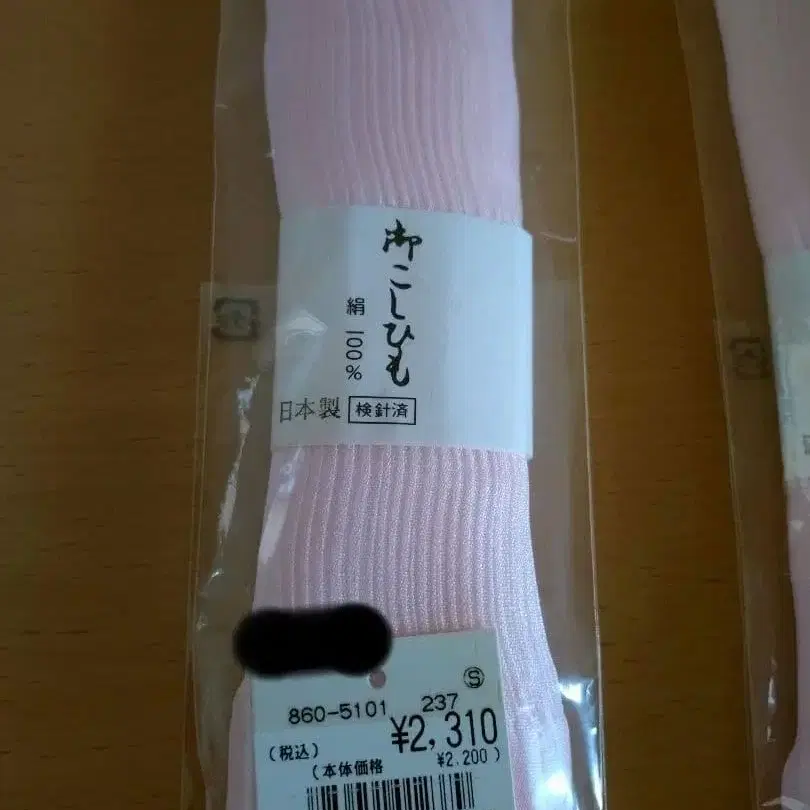 御こしひも
絹 100%
日本製 検針済
Ⓢ
860-5101 237
(税込) ¥2,310
(本体価格 ¥2,200)